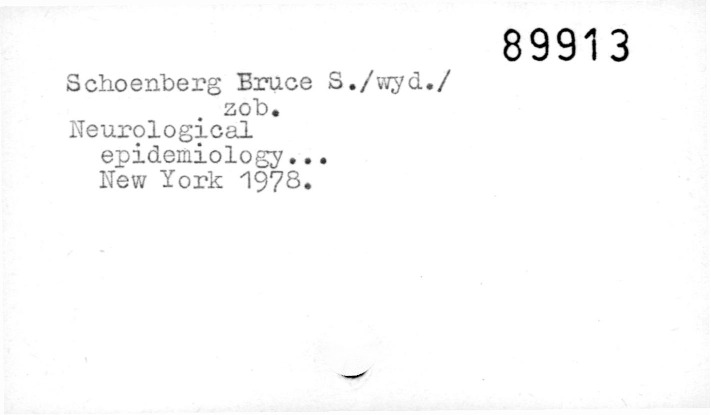 89913
Schoenberg Bruce S./wyd./
zob.
Neurological
epidemiology...
New York 1978.